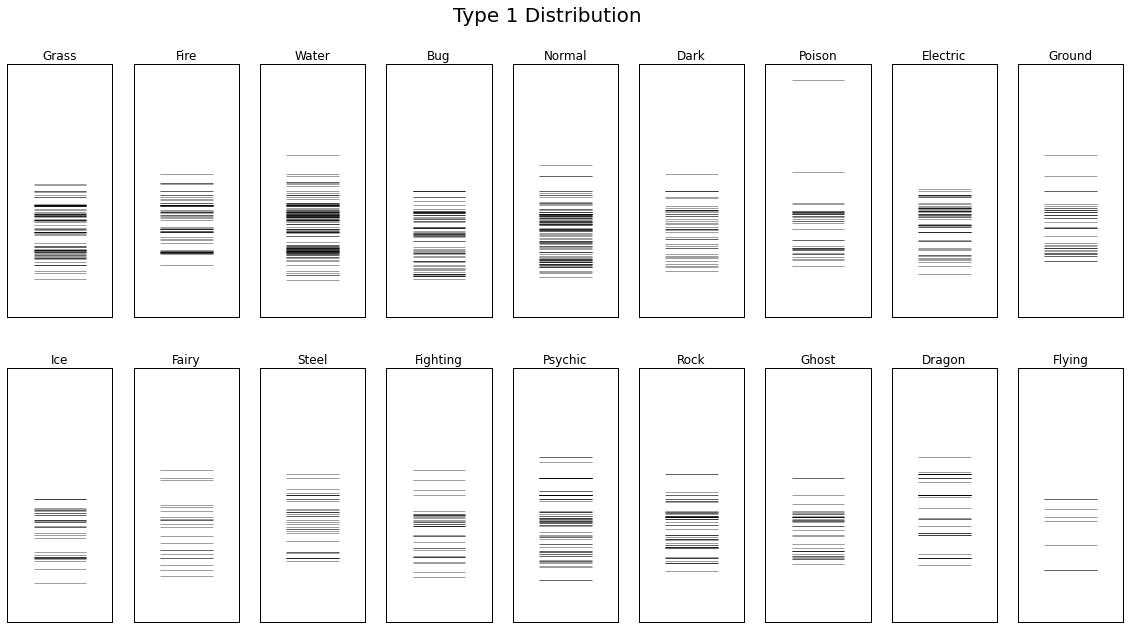 Type 1 Distribution
Grass Fire Water Bug Normal Dark Poison Electric Ground
Ice Fairy Steel Fighting Psychic Rock Ghost Dragon Flying